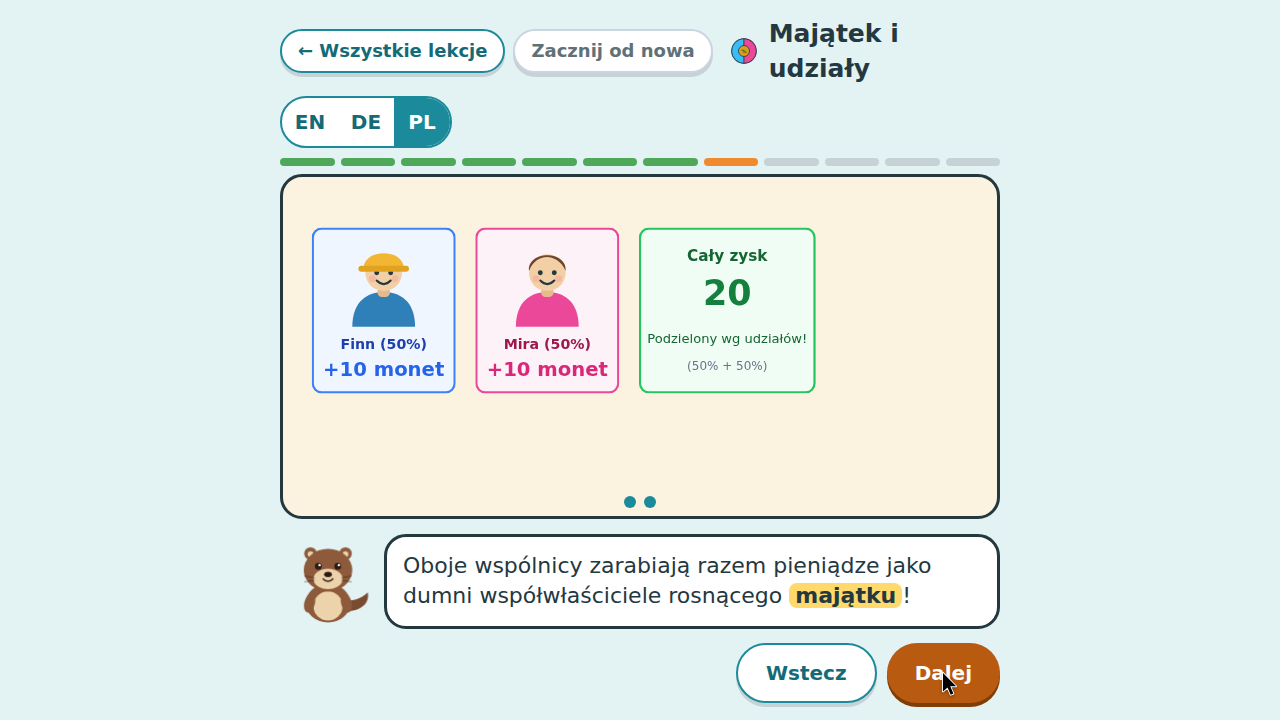 ← Wszystkie lekcje
Zacznij od nowa
Majątek i
udziały
EN DE PL
Finn (50%)
+10 monet
Mira (50%)
+10 monet
Cały zysk
20
Podzielony wg udziałów!
(50% + 50%)
Oboje wspólnicy zarabiają razem pieniądze jako
dumni współwłaściciele rosnącego majątku!
Wstecz
Dalej